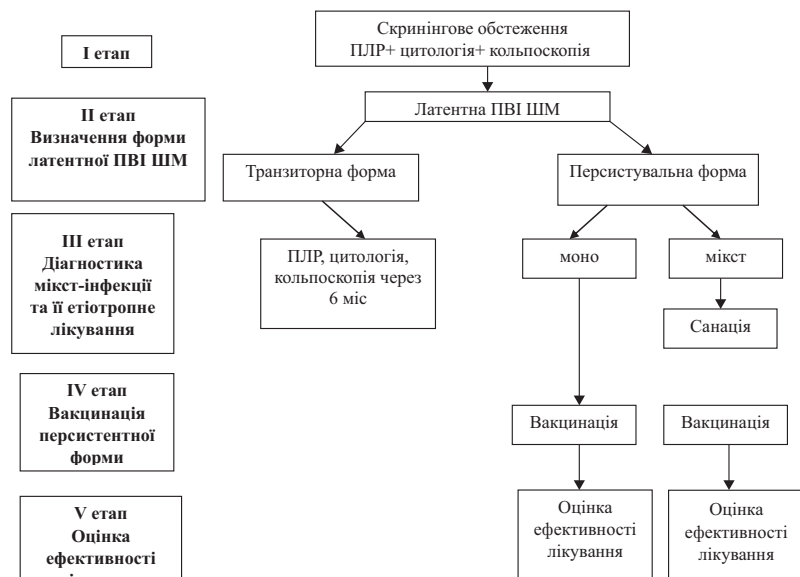 Скринінгове обстеження
ПЛР+ цитологія+ кольпоскопія
І етап
ІІ етап
Визначення форми
латентної ПВІ ШМ
Латентна ПВІ ШМ
Транзиторна форма
Персистувальна форма
ІІІ етап
Діагностика
мікст-інфекції
та її етіотропне
лікування
ПЛР, цитологія,
кольпоскопія через
6 міс
моно
мікст
Санація
IV етап
Вакцинація
персистентної
форми
Вакцинація
Вакцинація
V етап
Оцінка
ефективності
Оцінка
ефективності
лікування
Оцінка
ефективності
лікування